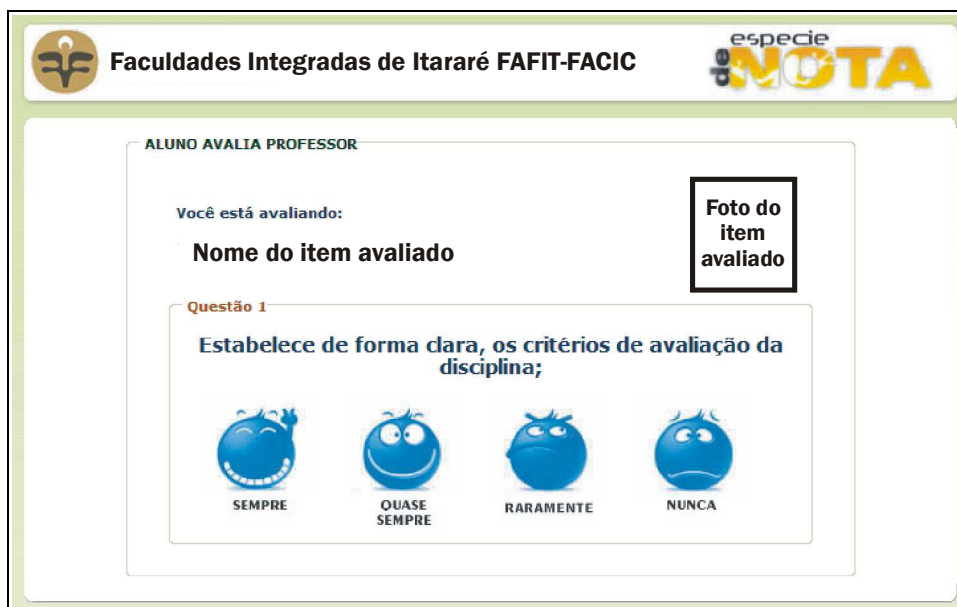 Faculdades Integradas de Itararé FAFIT-FACIC
especie
de NOTA
ALUNO AVALIA PROFESSOR
Você está avaliando:
Nome do item avaliado
Foto do
item
avaliado
Questão 1
Estabelece de forma clara, os critérios de avaliação da
disciplina;
SEMPRE
QUASE
SEMPRE
RARAMENTE
NUNCA